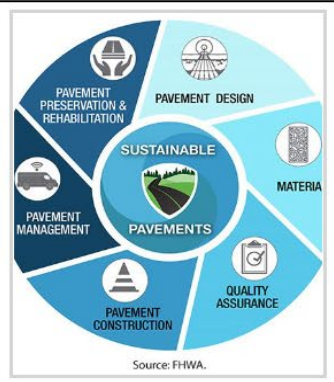 PAVEMENT
PRESERVATION &
REHABILITATION
PAVEMENT DESIGN
MATERIA
QUALITY
ASSURANCE
PAVEMENT
CONSTRUCTION
PAVEMENT
MANAGEMENT
SUSTAINABLE
PAVEMENTS
Source: FHWA.